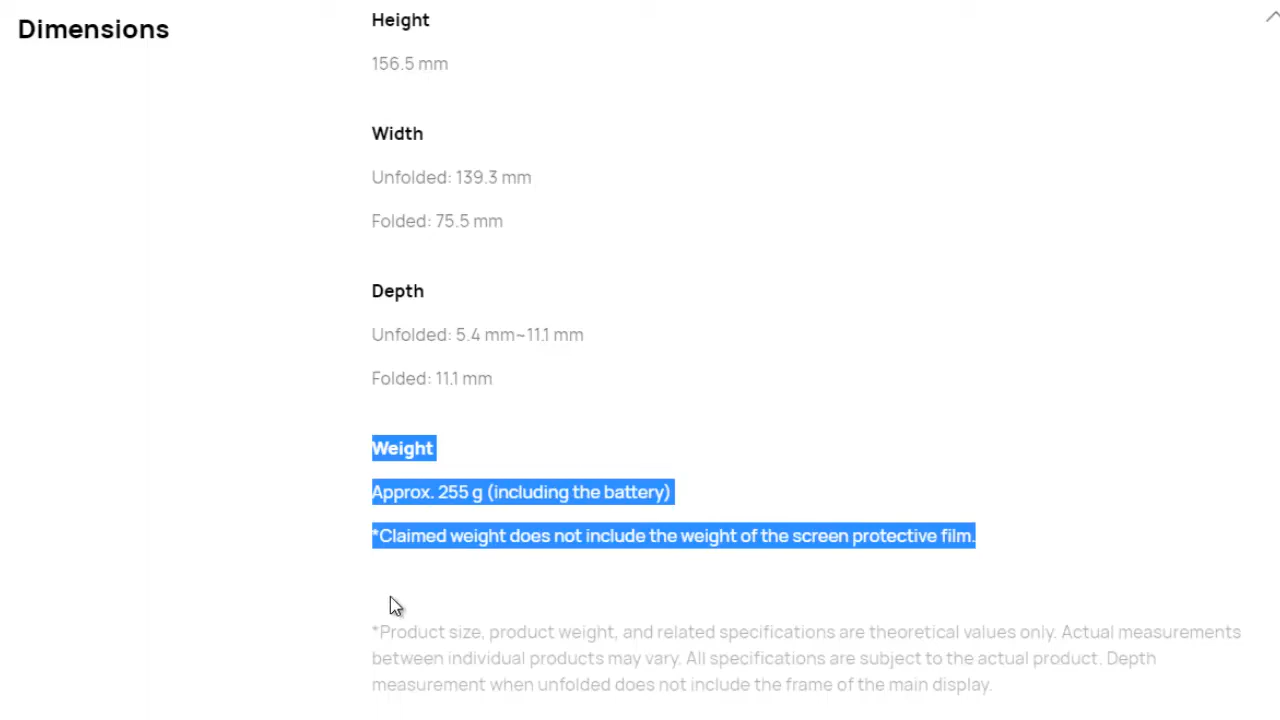 Dimensions
Height
156.5 mm
Width
Unfolded: 139.3 mm
Folded: 75.5 mm
Depth
Unfolded: 5.4 mm~11.1 mm
Folded: 11.1 mm
Weight
Approx. 255 g (including the battery)
*Claimed weight does not include the weight of the screen protective film.
*Product size, product weight, and related specifications are theoretical values only. Actual measurements
between individual products may vary. All specifications are subject to the actual product. Depth
measurement when unfolded does not include the frame of the main display.